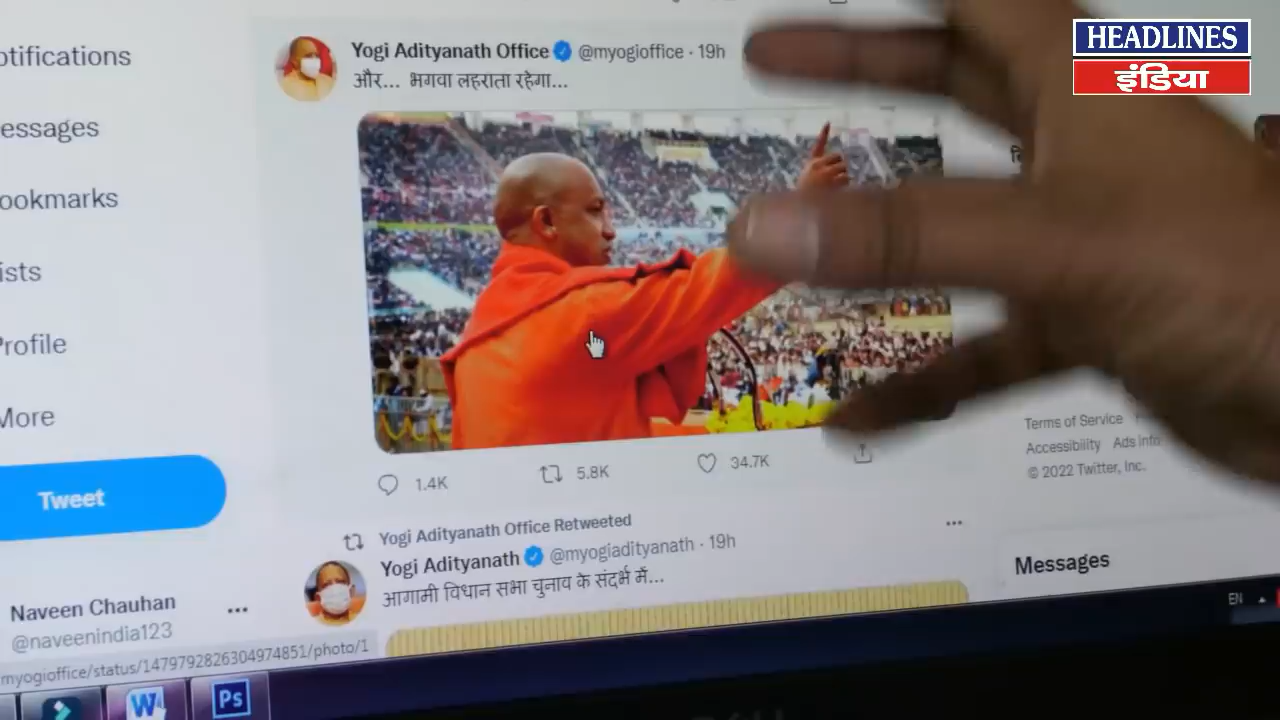 HEADLINES
इंडिया
otifications
essages
ookmarks
ists
Profile
More
Tweet
Naveen Chauhan
@naveenindia123
Yogi Adityanath Office @myogioffice · 19h
और... भगवा लहराता रहेगा...
1.4K 5.8K 34.7K
Yogi Adityanath Office Retweeted
Yogi Adityanath @myogiadityanath · 19h
आगामी विधान सभा चुनाव के संदर्भ में...
Terms of Service
Accessibility Ads info
© 2022 Twitter, Inc.
Messages
myogioffice/status/1479792826304974851/photo/1
W
Ps
EN